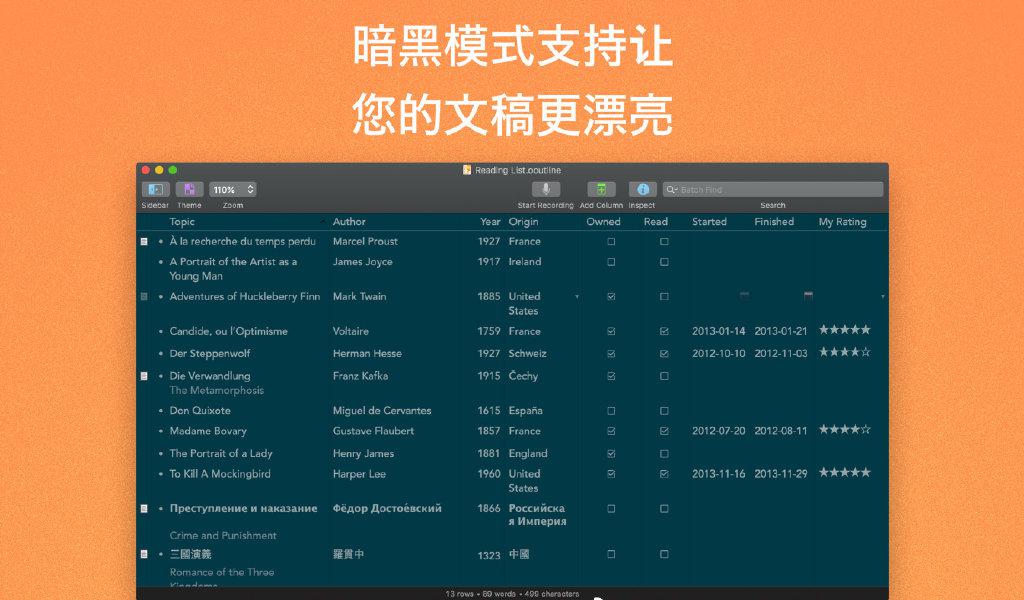 暗黑模式支持让
您的文稿更漂亮
Reading List.ooutline
110%
Batch Find
Sidebar Theme Zoom Start Recording Add Column Inspect Search
Topic Author Year Origin Owned Read Started Finished My Rating
• À la recherche du temps perdu Marcel Proust 1927 France
• A Portrait of the Artist as a James Joyce 1917 Ireland
Young Man
• Adventures of Huckleberry Finn Mark Twain 1885 United
States
• Candide, ou l'Optimisme Voltaire 1759 France 2013-01-14 2013-01-21 ★★★★★
• Der Steppenwolf Herman Hesse 1927 Schweiz 2012-10-10 2012-11-03 ★★★★☆
• Die Verwandlung Franz Kafka 1915 Čechy
The Metamorphosis
• Don Quixote Miguel de Cervantes 1615 España
• Madame Bovary Gustave Flaubert 1857 France 2012-07-20 2012-08-11 ★★★★☆
• The Portrait of a Lady Henry James 1881 England
• To Kill A Mockingbird Harper Lee 1960 United 2013-11-16 2013-11-29 ★★★★★
States
• Преступление и наказание Фёдор Достоéвский 1866 Российска
я Империя
Crime and Punishment
• 三國演義 羅貫中 1323 中國
Romance of the Three
Kingdoms
13 rows • 89 words • 499 characters